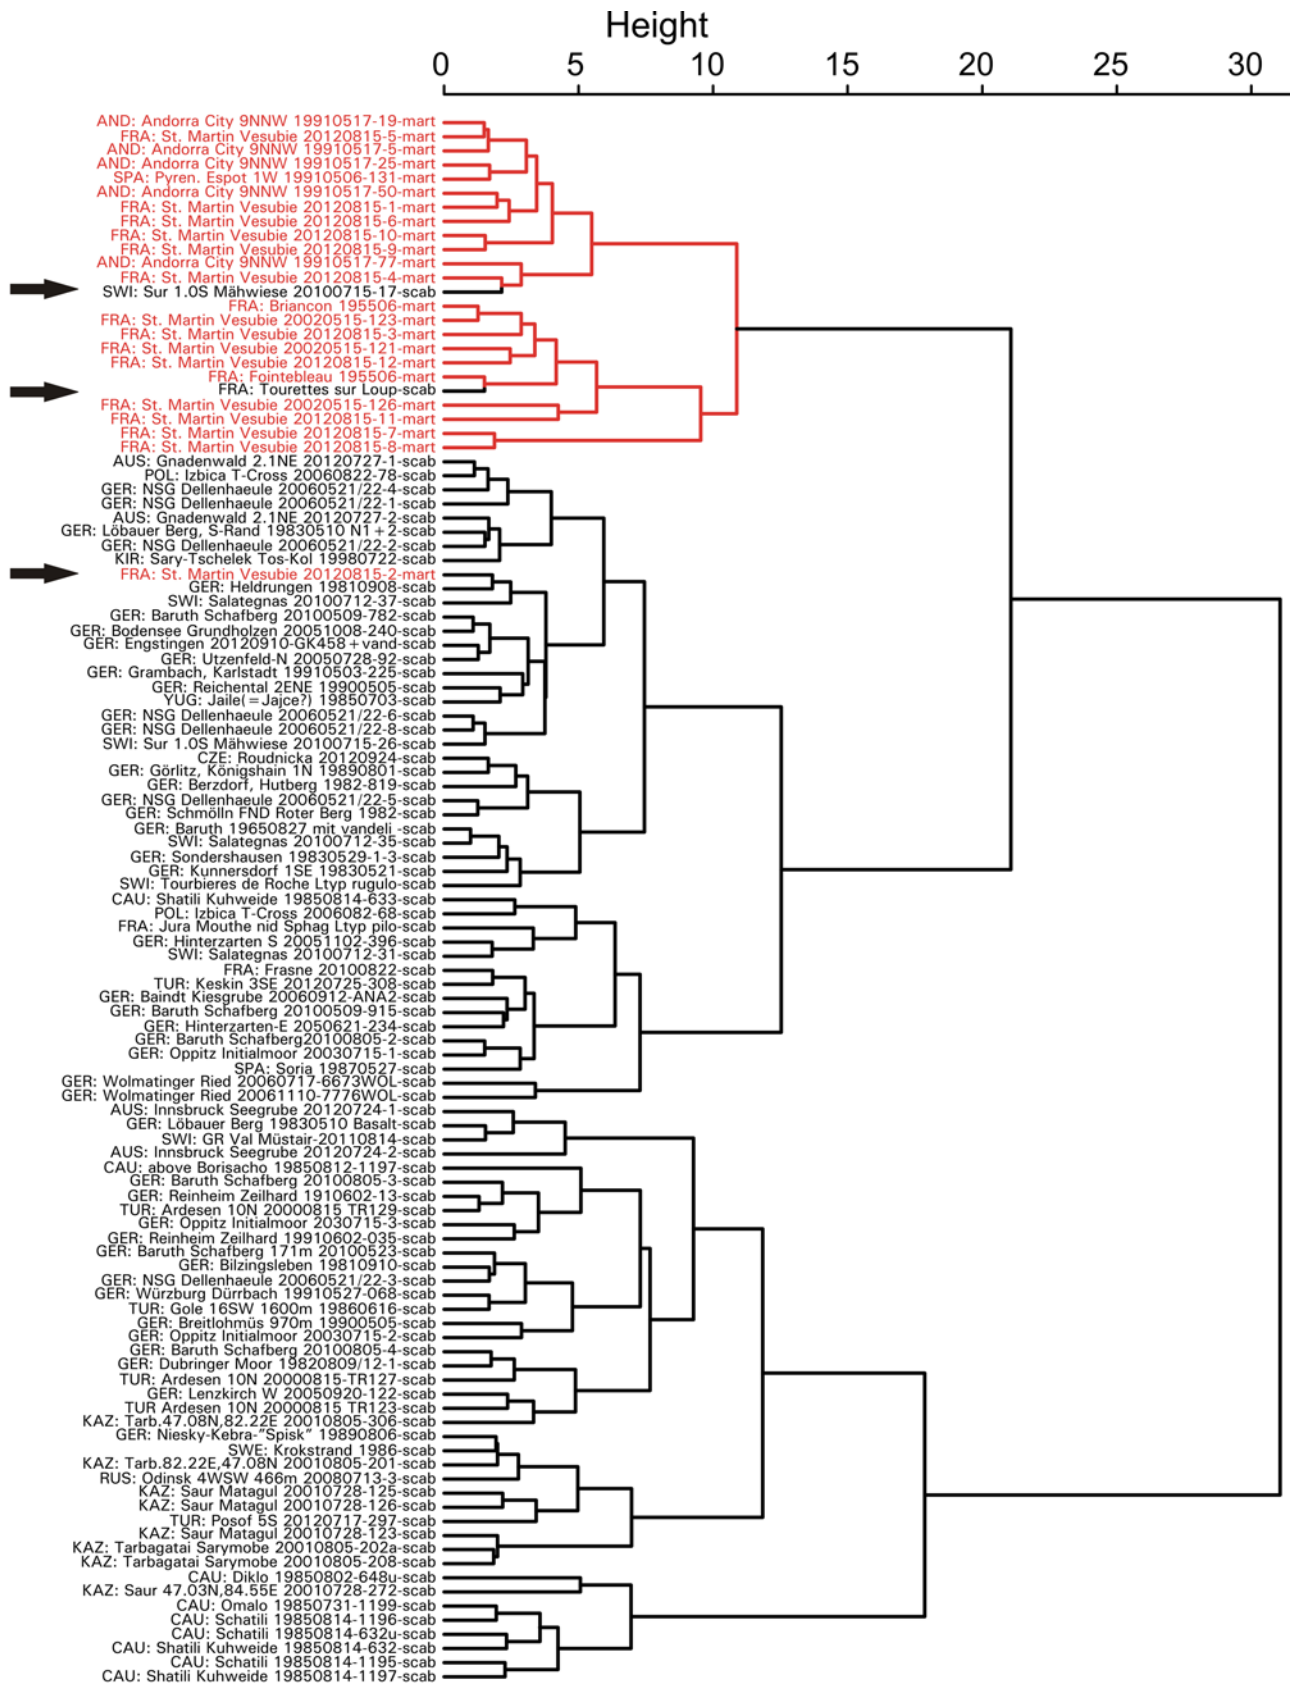 Height
0 5 10 15 20 25 30
AND: Andorra City 9NNW 19910517-19-mart
FRA: St. Martin Vesubie 20120815-5-mart
AND: Andorra City 9NNW 19910517-5-mart
AND: Andorra City 9NNW 19910517-25-mart
SPA: Pyren. Espot 1W 19910506-131-mart
AND: Andorra City 9NNW 19910517-50-mart
FRA: St. Martin Vesubie 20120815-1-mart
FRA: St. Martin Vesubie 20120815-6-mart
FRA: St. Martin Vesubie 20120815-10-mart
FRA: St. Martin Vesubie 20120815-9-mart
AND: Andorra City 9NNW 19910517-77-mart
FRA: St. Martin Vesubie 20120815-4-mart
SWI: Sur 1.0S Mähwiese 20100715-17-scab
FRA: Briancon 195506-mart
FRA: St. Martin Vesubie 20020515-123-mart
FRA: St. Martin Vesubie 20120815-3-mart
FRA: St. Martin Vesubie 20020515-121-mart
FRA: St. Martin Vesubie 20120815-12-mart
FRA: Fointebleau 195506-mart
FRA: Tourettes sur Loup-scab
FRA: St. Martin Vesubie 20020515-126-mart
FRA: St. Martin Vesubie 20120815-11-mart
FRA: St. Martin Vesubie 20120815-7-mart
FRA: St. Martin Vesubie 20120815-8-mart
AUS: Gnadenwald 2.1NE 20120727-1-scab
POL: Izbica T-Cross 20060822-78-scab
GER: NSG Dellenhaeule 20060521/22-4-scab
GER: NSG Dellenhaeule 20060521/22-1-scab
AUS: Gnadenwald 2.1NE 20120727-2-scab
GER: Löbauer Berg, S-Rand 19830510 N1+2-scab
GER: NSG Dellenhaeule 20060521/22-2-scab
KIR: Sary-Tschelek Tos-Kol 19980722-scab
FRA: St. Martin Vesubie 20120815-2-mart
GER: Heldrungen 19810908-scab
SWI: Salategnas 20100712-37-scab
GER: Baruth Schafberg 20100509-782-scab
GER: Bodensee Grundholzen 20051008-240-scab
GER: Engstingen 20120910-GK458+vand-scab
GER: Utzenfeld-N 20050728-92-scab
GER: Grambach, Karlstadt 19910503-225-scab
GER: Reichental 2ENE 19900505-scab
YUG: Jaile(=Jajce?) 19850703-scab
GER: NSG Dellenhaeule 20060521/22-6-scab
GER: NSG Dellenhaeule 20060521/22-8-scab
SWI: Sur 1.0S Mähwiese 20100715-26-scab
CZE: Roudnicka 20120924-scab
GER: Görlitz, Königshain 1N 19890801-scab
GER: Berzdorf, Hutberg 1982-819-scab
GER: NSG Dellenhaeule 20060521/22-5-scab
GER: Schmölln FND Roter Berg 1982-scab
GER: Baruth 19650827 mit vandeli -scab
SWI: Salategnas 20100712-35-scab
GER: Sondershausen 19830529-1-3-scab
GER: Kunnersdorf 1SE 19830521-scab
SWI: Tourbieres de Roche Ltyp rugulo-scab
CAU: Shatili Kuhweide 19850814-633-scab
POL: Izbica T-Cross 2006082-68-scab
FRA: Jura Mouthe nid Sphag Ltyp pilo-scab
GER: Hinterzarten S 20051102-396-scab
SWI: Salategnas 20100712-31-scab
FRA: Frasne 20100822-scab
TUR: Keskin 3SE 20120725-308-scab
GER: Baindt Kiesgrube 20060912-ANA2-scab
GER: Baruth Schafberg 20100509-915-scab
GER: Hinterzarten-E 2050621-234-scab
GER: Baruth Schafberg20100805-2-scab
GER: Oppitz Initialmoor 20030715-1-scab
SPA: Soria 19870527-scab
GER: Wolmatinger Ried 20060717-6673WOL-scab
GER: Wolmatinger Ried 20061110-7776WOL-scab
AUS: Innsbruck Seegrube 20120724-1-scab
GER: Löbauer Berg 19830510 Basalt-scab
SWI: GR Val Müstair-20110814-scab
AUS: Innsbruck Seegrube 20120724-2-scab
CAU: above Borisacho 19850812-1197-scab
GER: Baruth Schafberg 20100805-3-scab
GER: Reinheim Zeilhard 1910602-13-scab
TUR: Ardesen 10N 20000815 TR129-scab
GER: Oppitz Initialmoor 2030715-3-scab
GER: Reinheim Zeilhard 19910602-035-scab
GER: Baruth Schafberg 171m 20100523-scab
GER: Bilzingsleben 19810910-scab
GER: NSG Dellenhaeule 20060521/22-3-scab
GER: Würzburg Dürrbach 19910527-068-scab
TUR: Gole 16SW 1600m 19860616-scab
GER: Breitlohmüs 970m 19900505-scab
GER: Oppitz Initialmoor 20030715-2-scab
GER: Baruth Schafberg 20100805-4-scab
GER: Dubringer Moor 19820809/12-1-scab
TUR: Ardesen 10N 20000815-TR127-scab
GER: Lenzkirch W 20050920-122-scab
TUR Ardesen 10N 20000815 TR123-scab
KAZ: Tarb.47.08N,82.22E 20010805-306-scab
GER: Niesky-Kebra-"Spisk" 19890806-scab
SWE: Krokstrand 1986-scab
KAZ: Tarb.82.22E,47.08N 20010805-201-scab
RUS: Odinsk 4WSW 466m 20080713-3-scab
KAZ: Saur Matagul 20010728-125-scab
KAZ: Saur Matagul 20010728-126-scab
TUR: Posof 5S 20120717-297-scab
KAZ: Saur Matagul 20010728-123-scab
KAZ: Tarbagatai Sarymobe 20010805-202a-scab
KAZ: Tarbagatai Sarymobe 20010805-208-scab
CAU: Diklo 19850802-648u-scab
KAZ: Saur 47.03N,84.55E 20010728-272-scab
CAU: Omalo 19850731-1199-scab
CAU: Schatili 19850814-1196-scab
CAU: Schatili 19850814-632u-scab
CAU: Shatili Kuhweide 19850814-632-scab
CAU: Schatili 19850814-1195-scab
CAU: Shatili Kuhweide 19850814-1197-scab